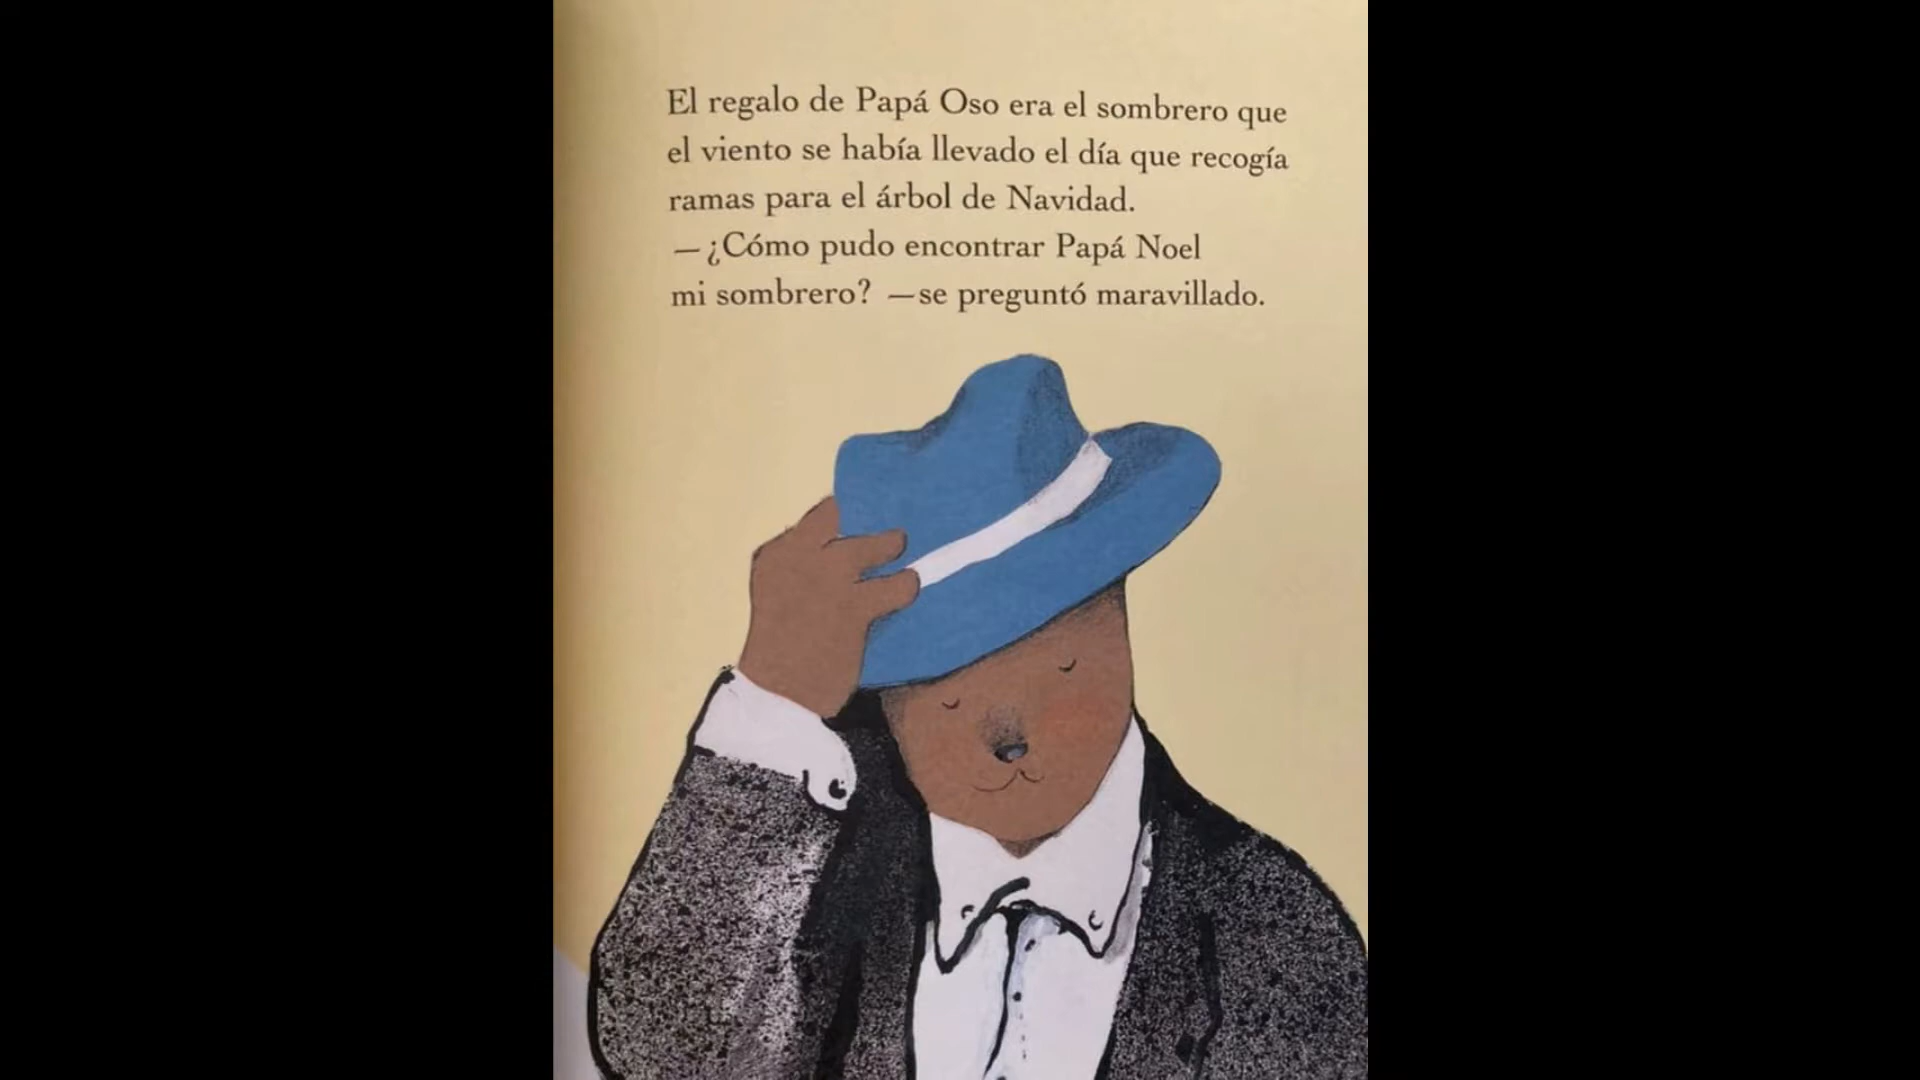 El regalo de Papá Oso era el sombrero que
el viento se había llevado el día que recogía
ramas para el árbol de Navidad.
—¿Cómo pudo encontrar Papá Noel
mi sombrero? —se preguntó maravillado.